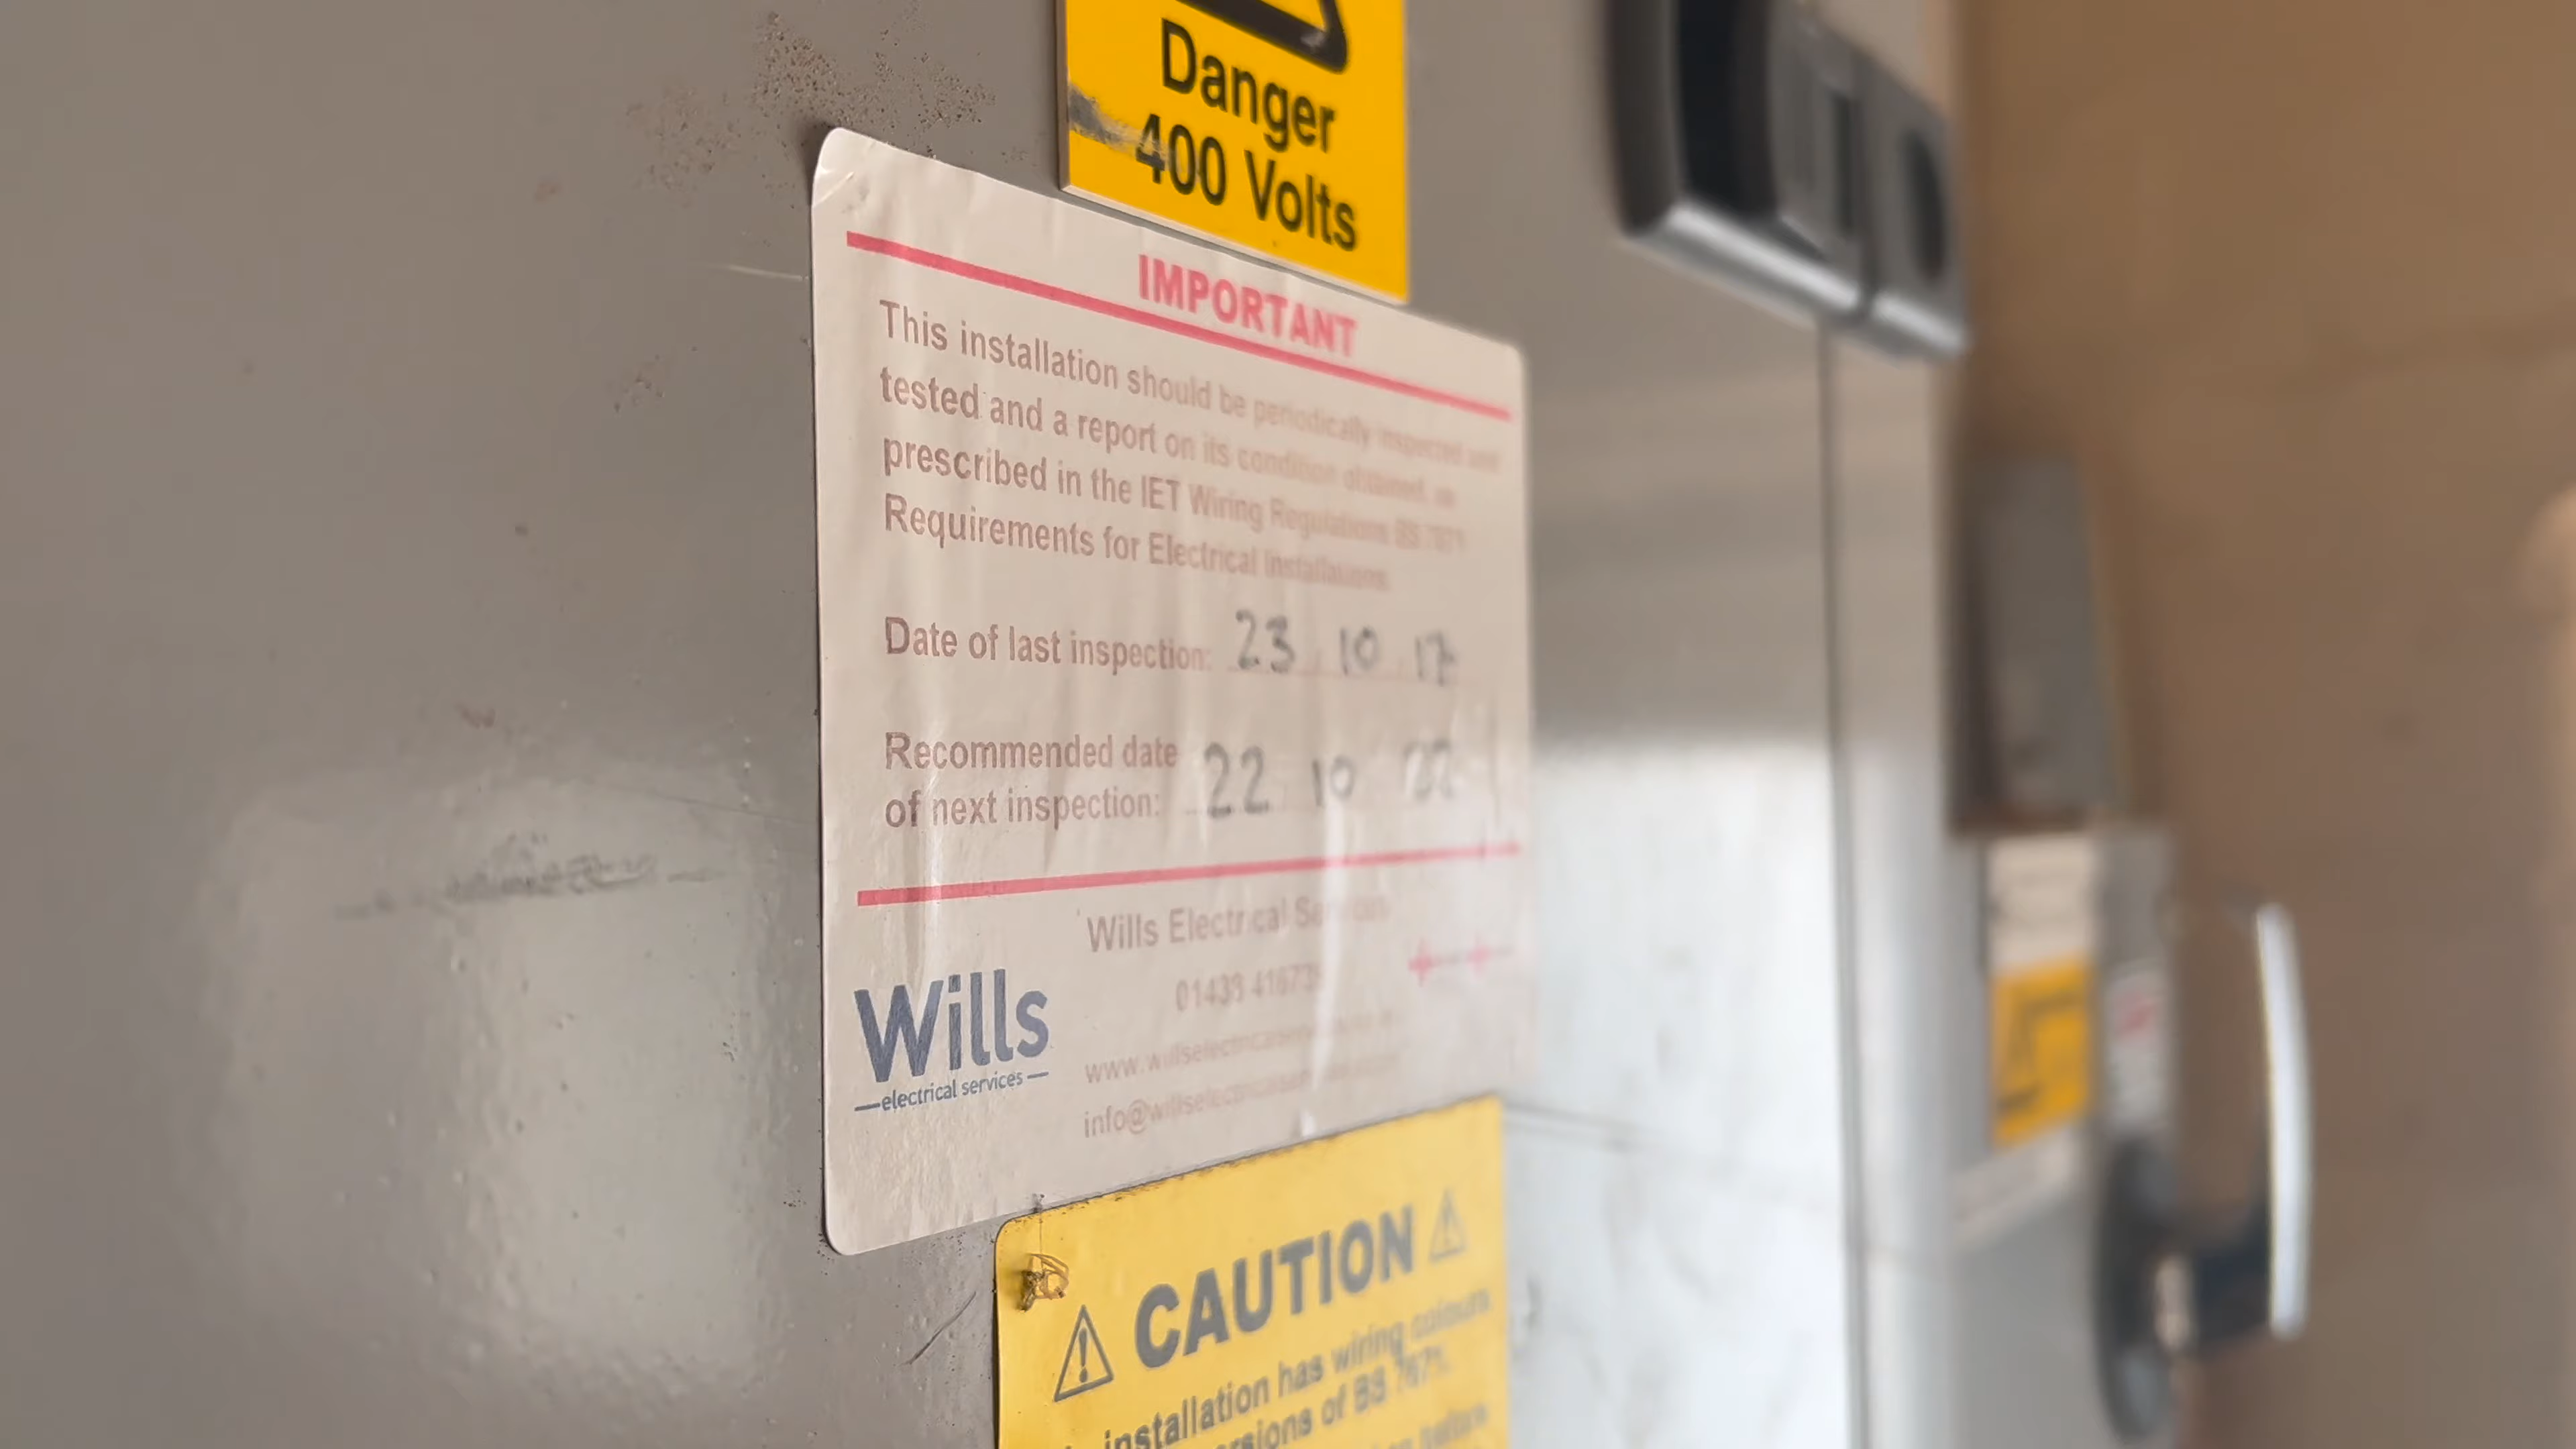 Danger
400 Volts
IMPORTANT
This installation should be periodically inspected and
tested and a report on its condition obtained, as
prescribed in the IET Wiring Regulations BS 7671
Requirements for Electrical Installations.
Date of last inspection: 23 10 17
Recommended date
of next inspection: 22 10 22
Wills Electrical Services
01438
Wills
electrical services
CAUTION
installation has wiring colours
of BS 7671.
before